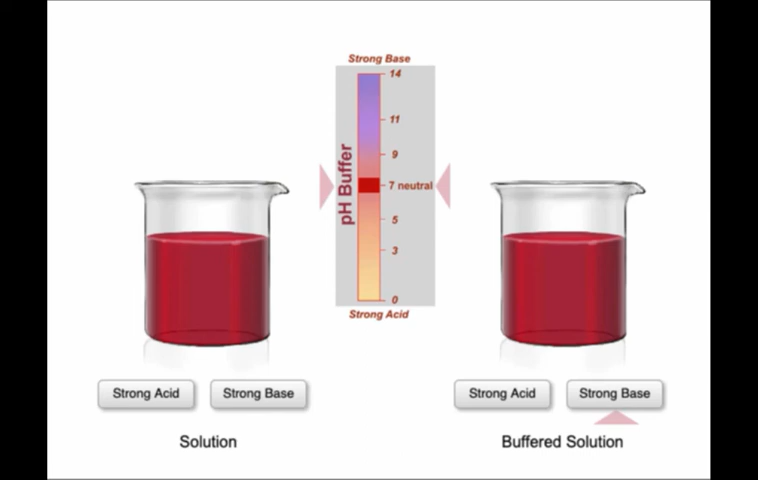 Strong Base
14
11
9
7 neutral
5
3
0
pH Buffer
Strong Acid
Strong Acid
Strong Base
Solution
Strong Acid
Strong Base
Buffered Solution